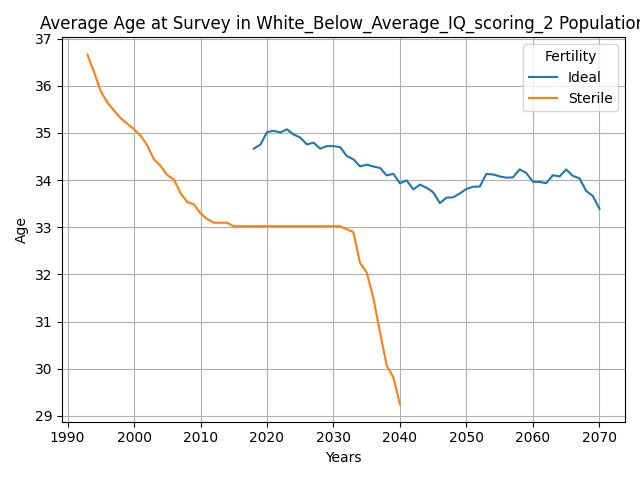 Average Age at Survey in White_Below_Average_IQ_scoring_2 Population
Fertility
Ideal
Sterile
Age
37
36
35
34
33
32
31
30
29
1990 2000 2010 2020 2030 2040 2050 2060 2070
Years